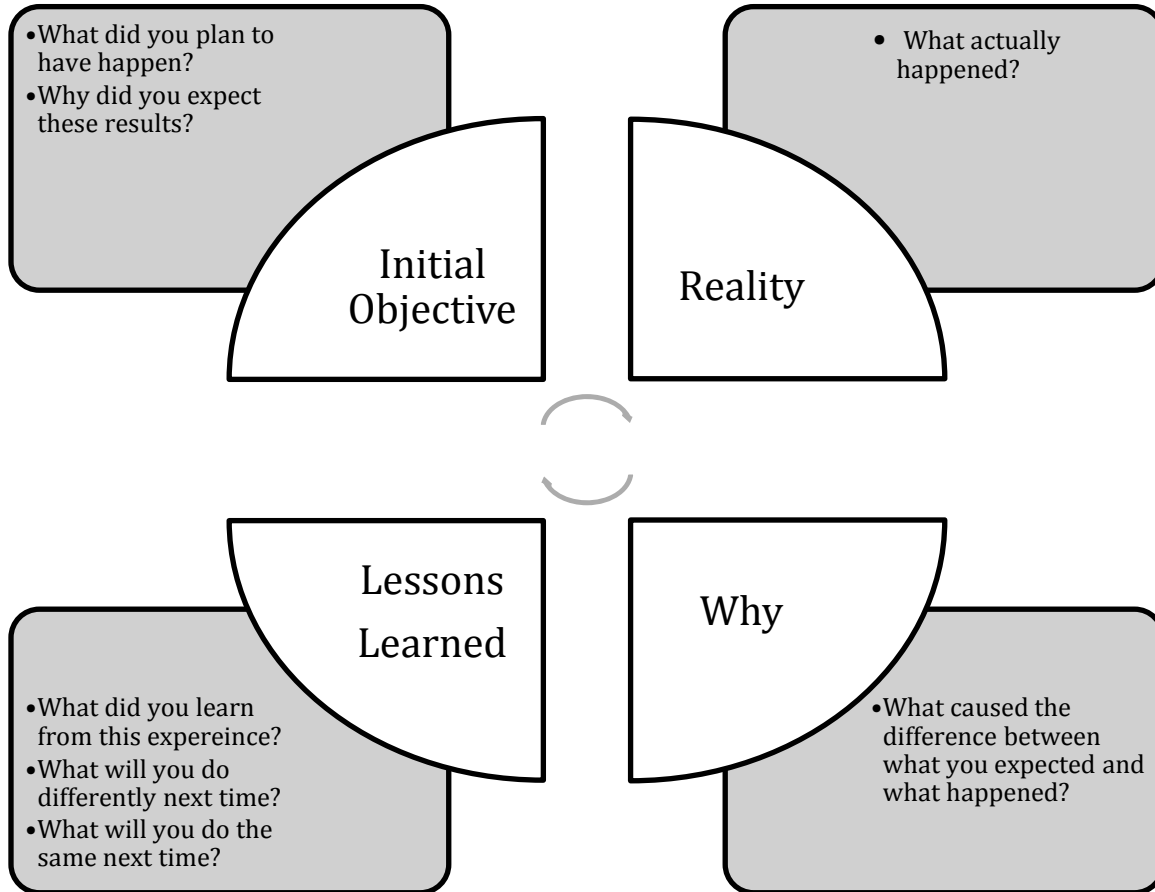 •What did you plan to
have happen?
•Why did you expect
these results?
• What actually
happened?
Initial
Objective
Reality
Lessons
Learned
Why
•What did you learn
from this expereince?
•What will you do
differently next time?
•What will you do the
same next time?
•What caused the
difference between
what you expected and
what happened?